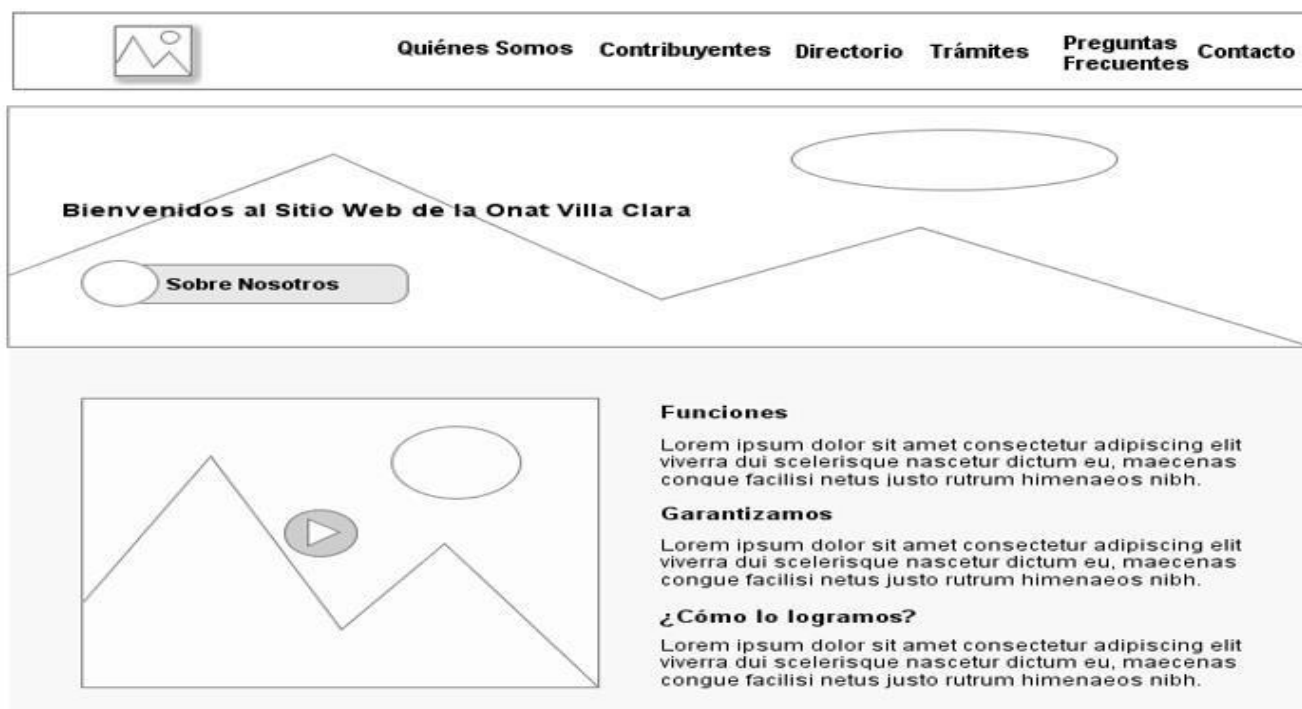 Quiénes Somos Contribuyentes Directorio Trámites Preguntas Frecuentes Contacto
Bienvenidos al Sitio Web de la Onat Villa Clara
Sobre Nosotros
Funciones
Lorem ipsum dolor sit amet consectetur adipiscing elit
viverra dui scelerisque nascetur dictum eu, maecenas
congue facilisi netus justo rutrum himenaeos nibh.
Garantizamos
Lorem ipsum dolor sit amet consectetur adipiscing elit
viverra dui scelerisque nascetur dictum eu, maecenas
congue facilisi netus justo rutrum himenaeos nibh.
¿Cómo lo logramos?
Lorem ipsum dolor sit amet consectetur adipiscing elit
viverra dui scelerisque nascetur dictum eu, maecenas
congue facilisi netus justo rutrum himenaeos nibh.